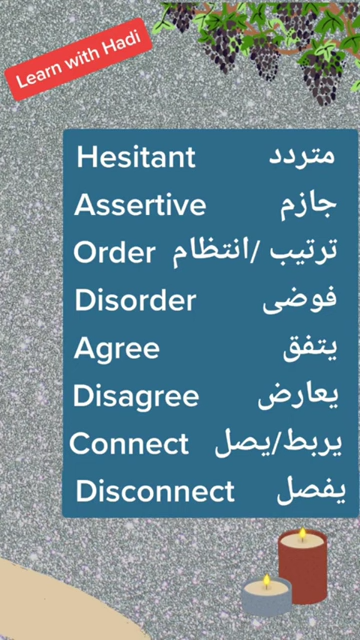 Learn with Hadi
Hesitant متردد
Assertive جازم
Order ترتيب /انتظام
Disorder فوضى
Agree يتفق
Disagree يعارض
Connect يربط/يصل
Disconnect يفصل